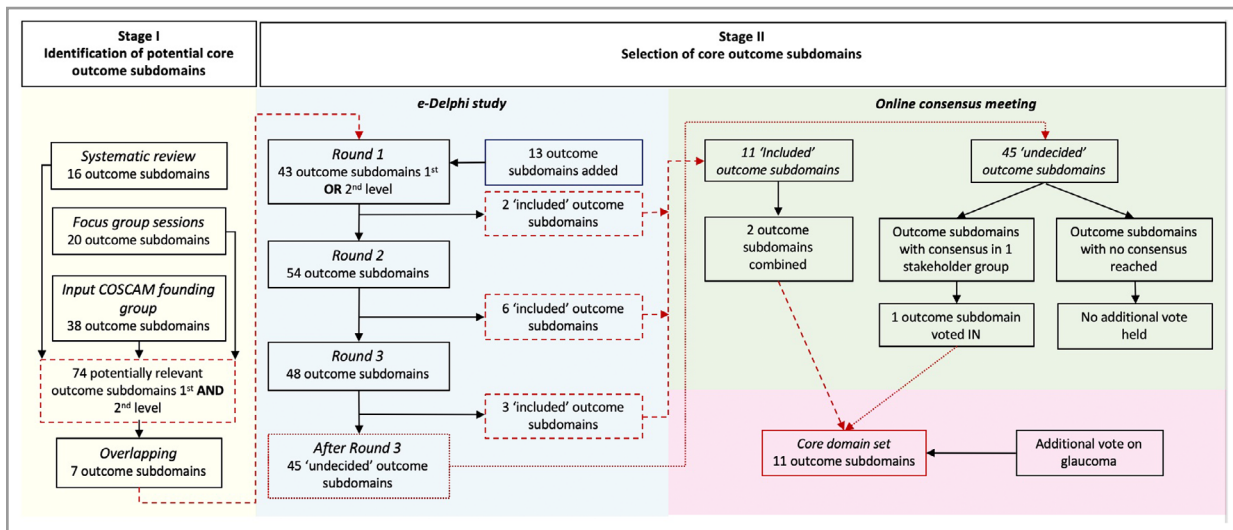 Stage I
Identification of potential core
outcome subdomains
Stage II
Selection of core outcome subdomains
Systematic review
16 outcome subdomains
Focus group sessions
20 outcome subdomains
Input COSCAM founding
group
38 outcome subdomains
74 potentially relevant
outcome subdomains 1st AND
2nd level
Overlapping
7 outcome subdomains
e-Delphi study
Round 1
43 outcome subdomains 1st
OR 2nd level
13 outcome
subdomains added
2 ‘included’ outcome
subdomains
Round 2
54 outcome subdomains
6 ‘included’ outcome
subdomains
Round 3
48 outcome subdomains
3 ‘included’ outcome
subdomains
After Round 3
45 ‘undecided’ outcome
subdomains
Online consensus meeting
11 ‘Included’
outcome subdomains
2 outcome
subdomains
combined
45 ‘undecided’
outcome subdomains
Outcome subdomains
with consensus in 1
stakeholder group
Outcome subdomains
with no consensus
reached
1 outcome subdomain
voted IN
No additional vote
held
Core domain set
11 outcome subdomains
Additional vote on
glaucoma